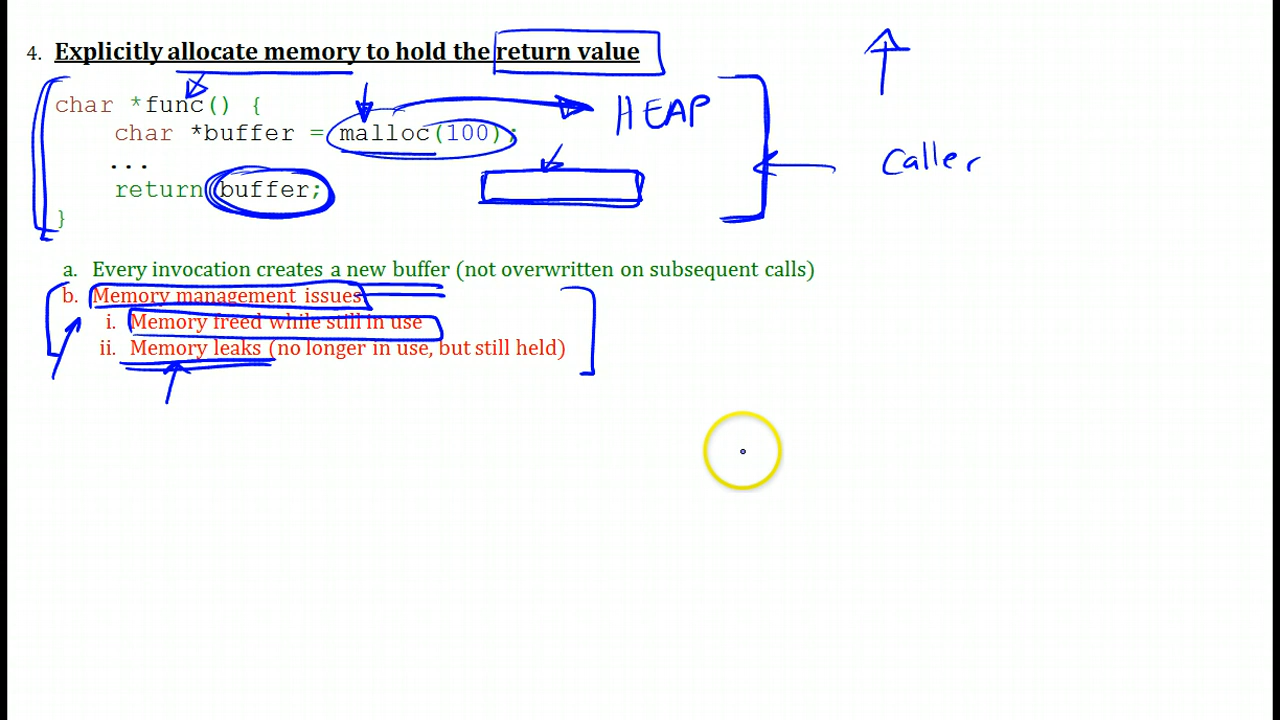 4. Explicitly allocate memory to hold the return value
char *func() {
char *buffer = malloc(100);
HEAP
...
Caller
return buffer;
}
a. Every invocation creates a new buffer (not overwritten on subsequent calls)
b. Memory management issues
i. Memory freed while still in use
ii. Memory leaks (no longer in use, but still held)